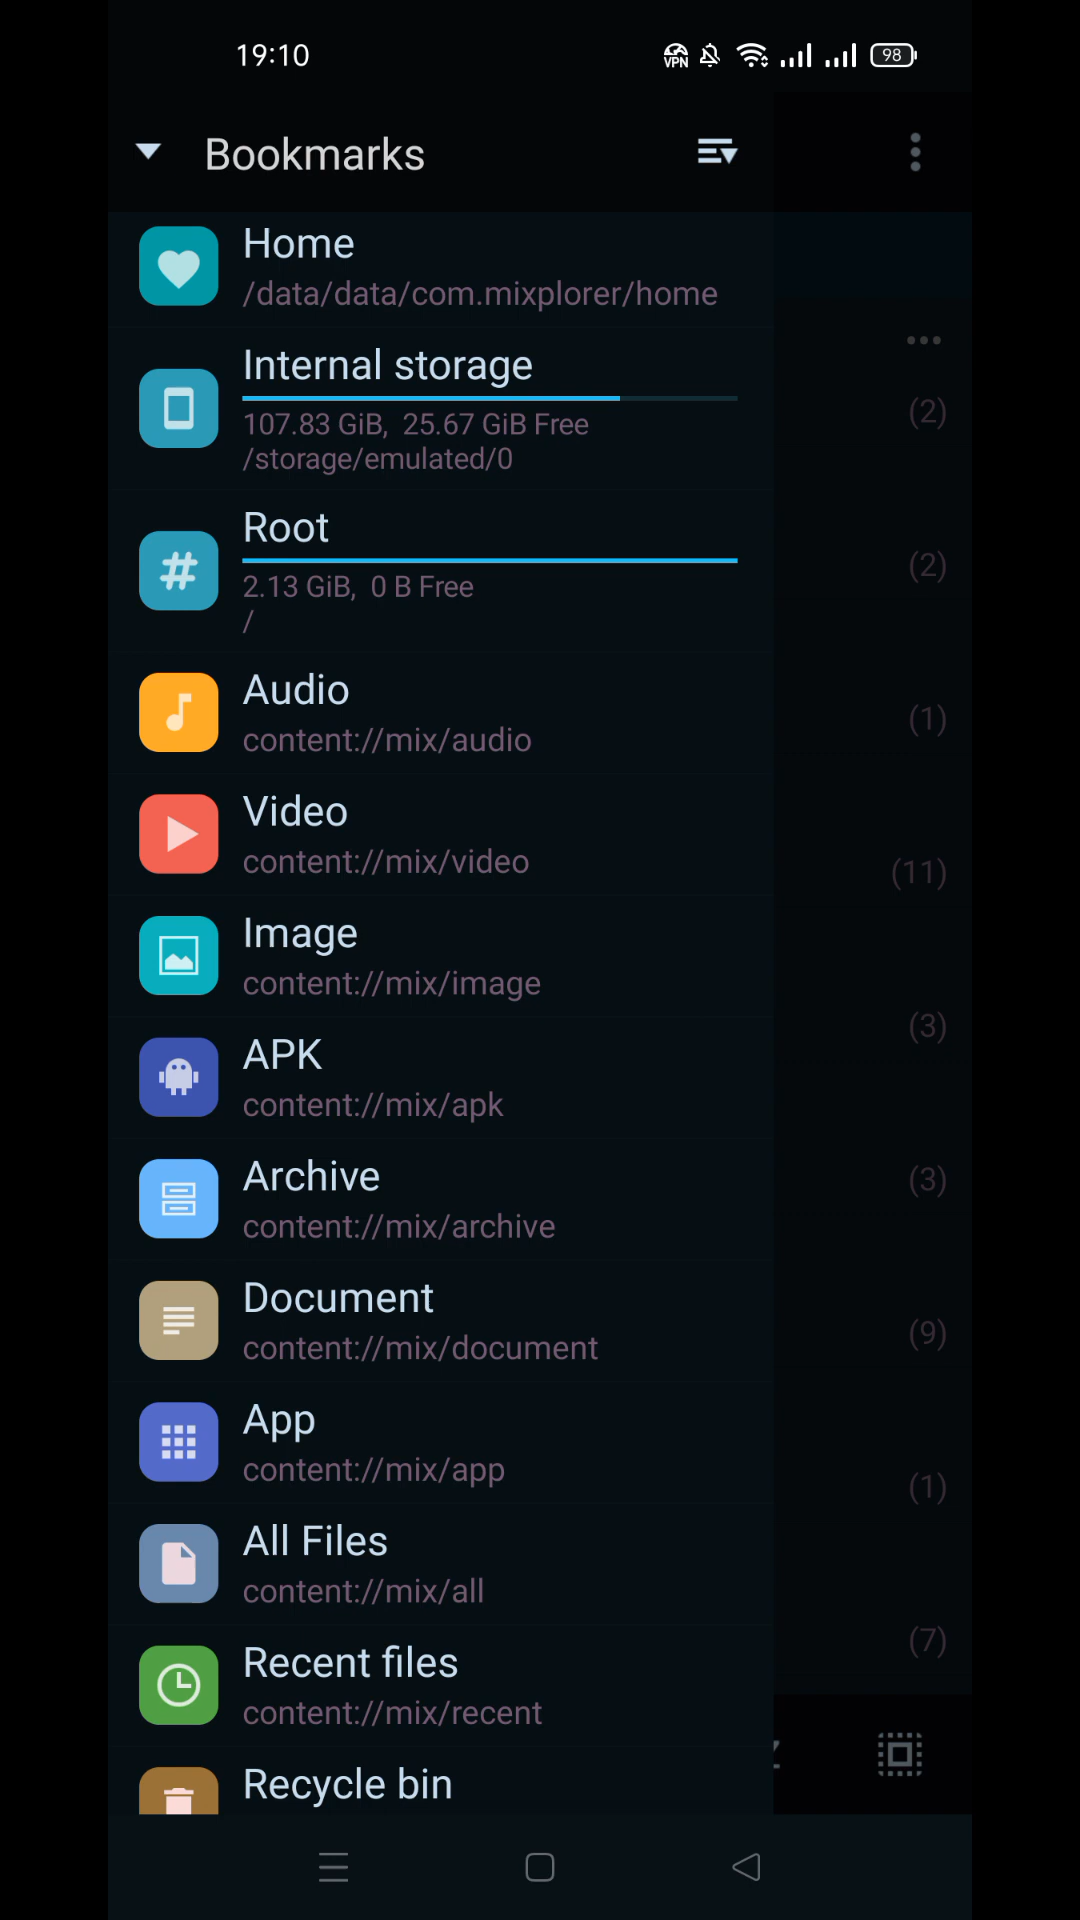 19:10
VPN
98
Bookmarks
Home
/data/data/com.mixplorer/home
Internal storage
107.83 GiB, 25.67 GiB Free
/storage/emulated/0
(2)
Root
2.13 GiB, 0 B Free
/
(2)
Audio
content://mix/audio
(1)
Video
content://mix/video
(11)
Image
content://mix/image
(3)
APK
content://mix/apk
Archive
content://mix/archive
(3)
Document
content://mix/document
(9)
App
content://mix/app
(1)
All Files
content://mix/all
(7)
Recent files
content://mix/recent
Recycle bin